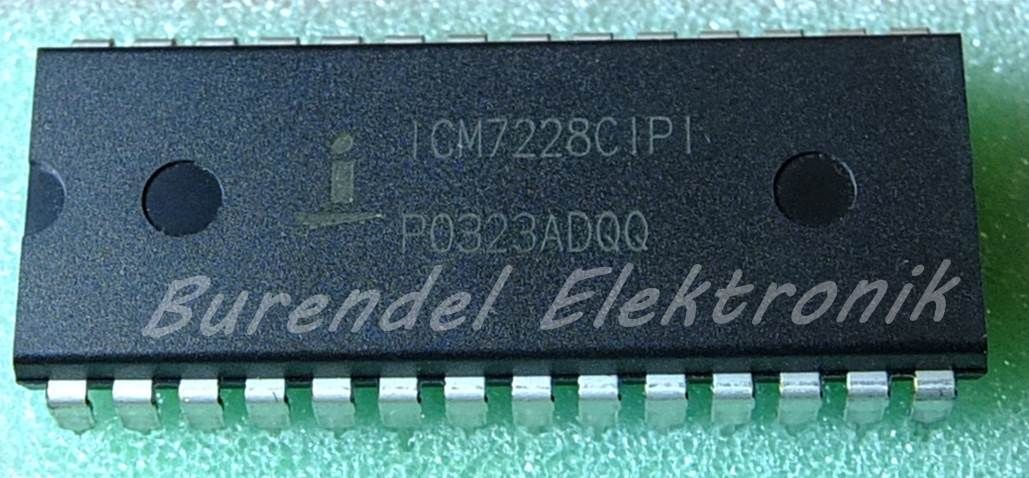 ICM7228CIPI
P0323ADQQ
Burendel Elektronik